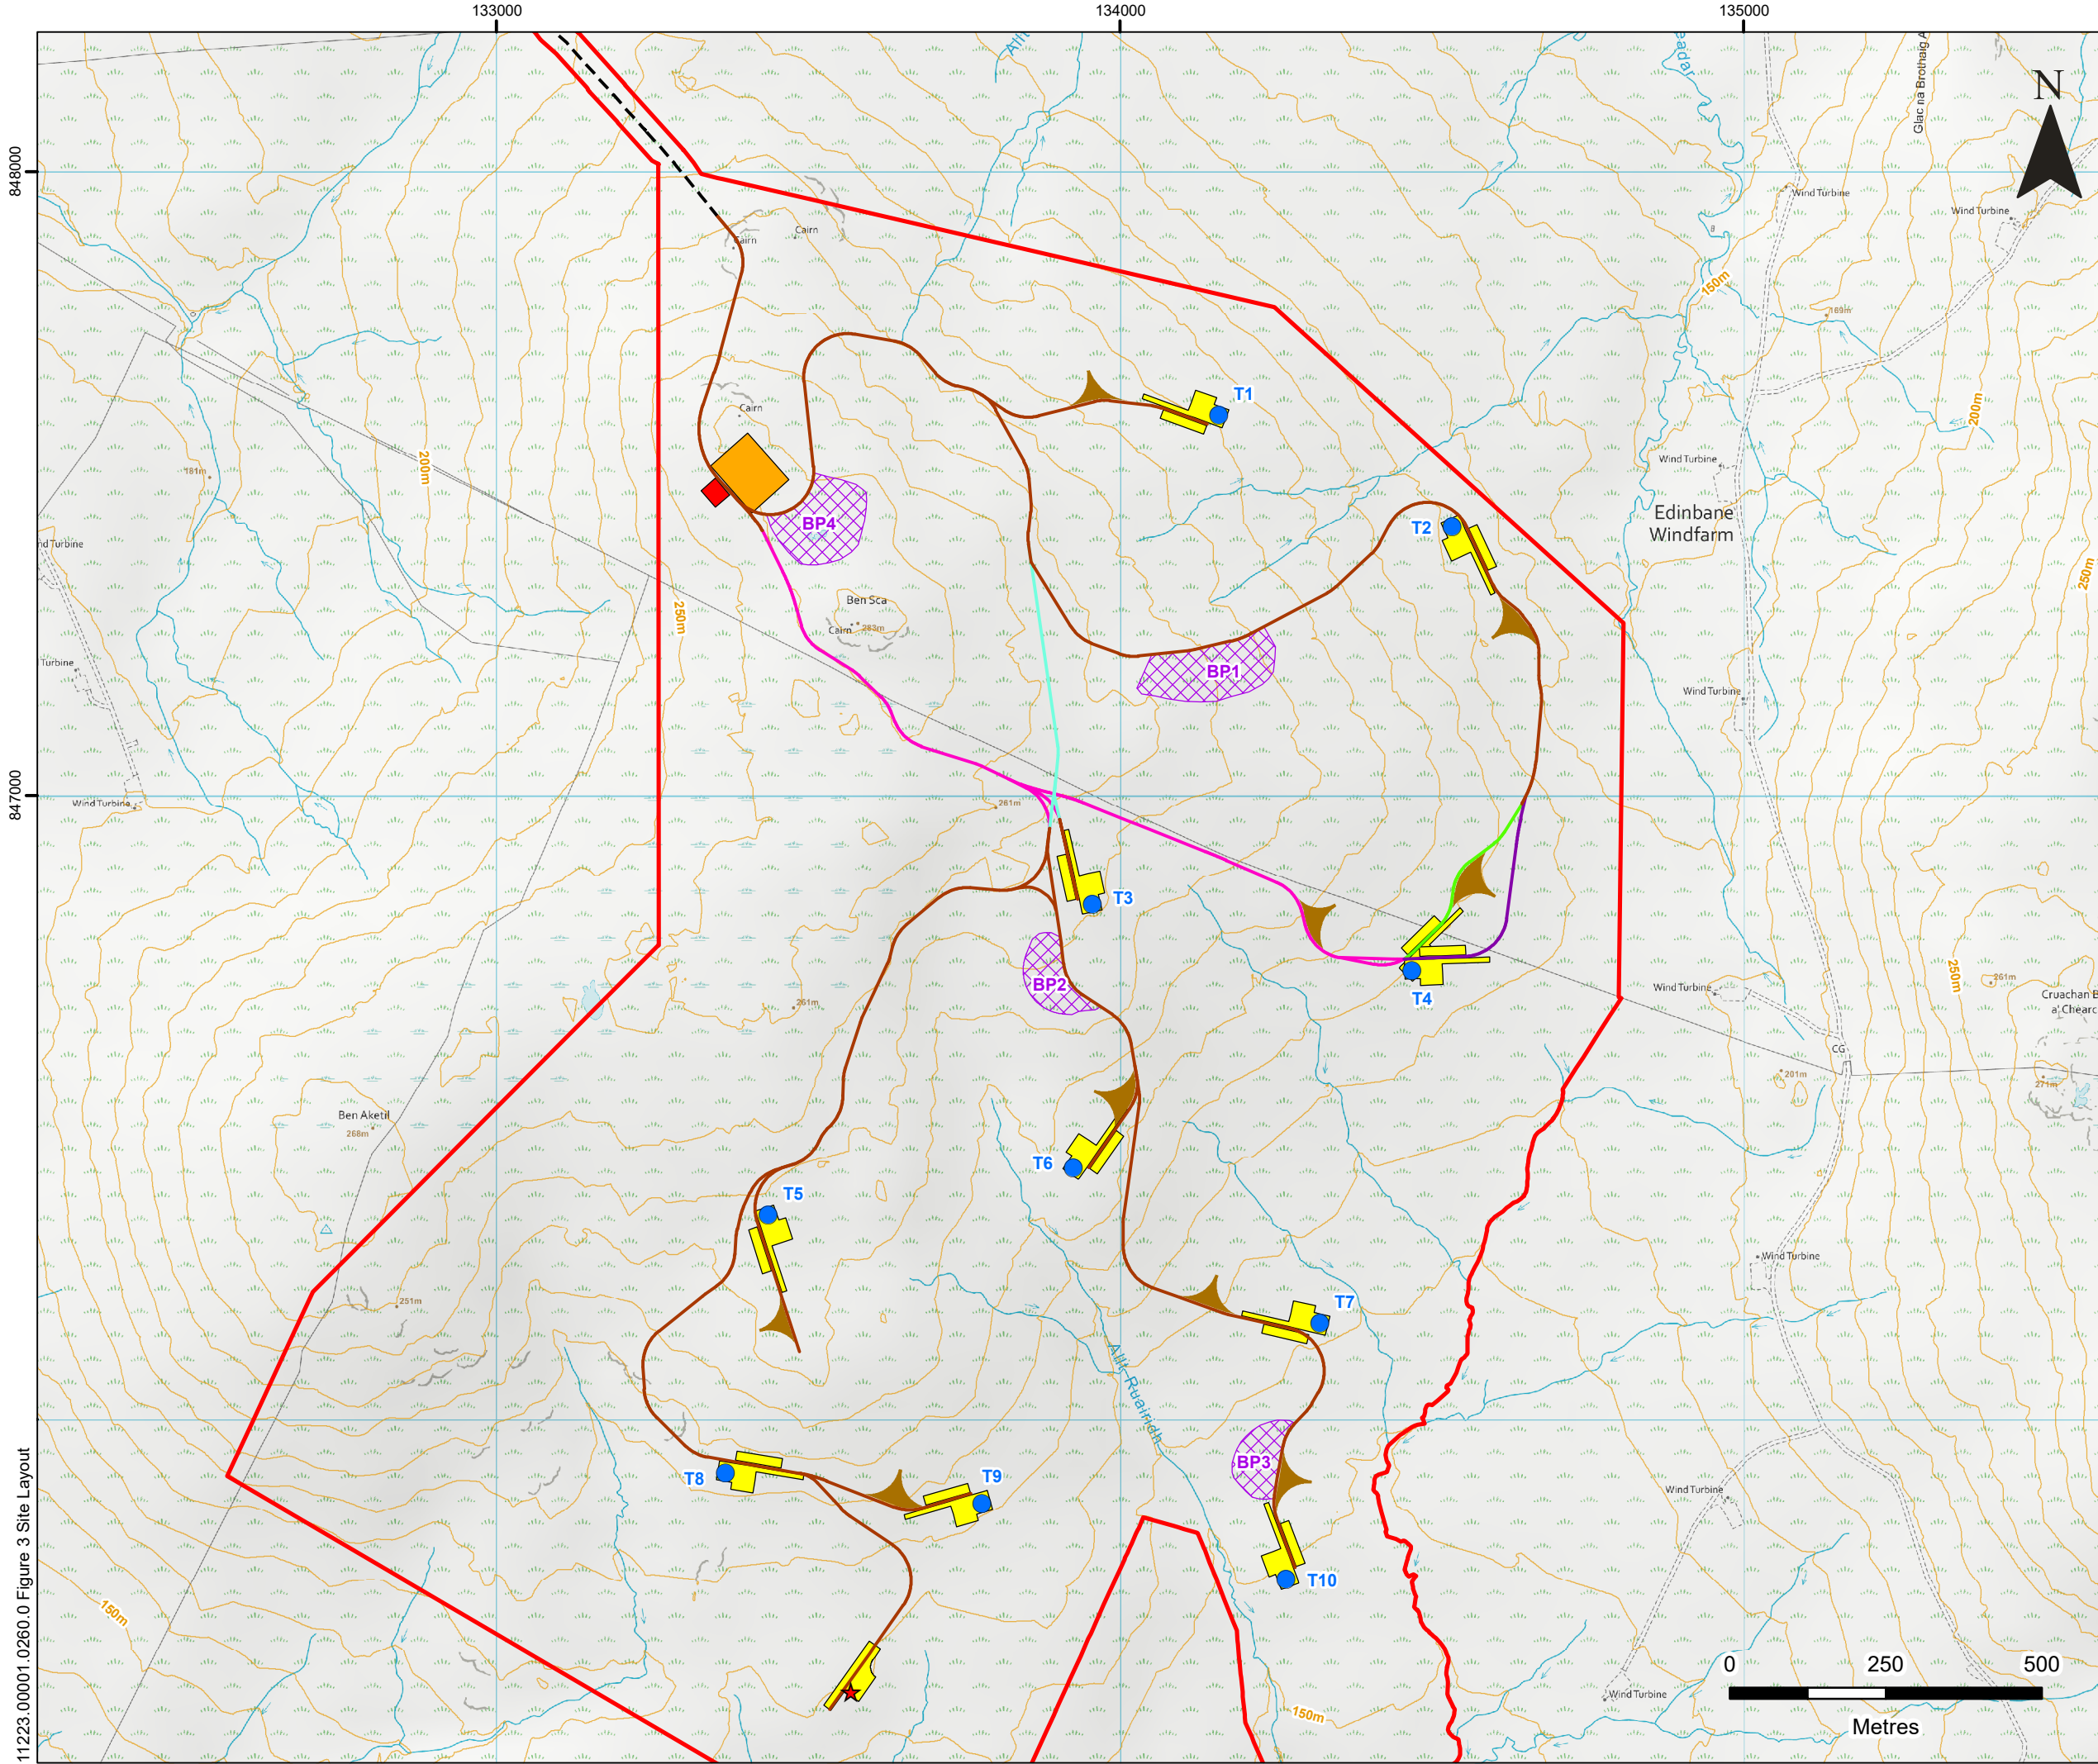 133000
134000
135000
848000
847000
11223.00001.0260.0 Figure 3 Site Layout
N
Allt
eadar
Glac na Brothaig A
Wind Turbine
Wind Turbine
8
150m
169m
Cairn
Cairn
Cairn
T1
200m
200m
181m
Wind Turbine
Edinbane
Windfarm
BP4
T2
nd Turbine
250m
250m
Ben Sca
Cairn
283m
Turbine
BP1
Wind Turbine
Wind Turbine
261m
T3
BP2
261m
T4
Wind Turbine
250m
261m
Cruachan B
a' Chearc
CG
201m
271m
Ben Aketil
268m
T6
T5
Wind Turbine
251m
T7
Allt Ruairidh
BP3
T8
T9
Wind Turbine
T10
150m
150m
Wind Turbine
0 250 500
Metres